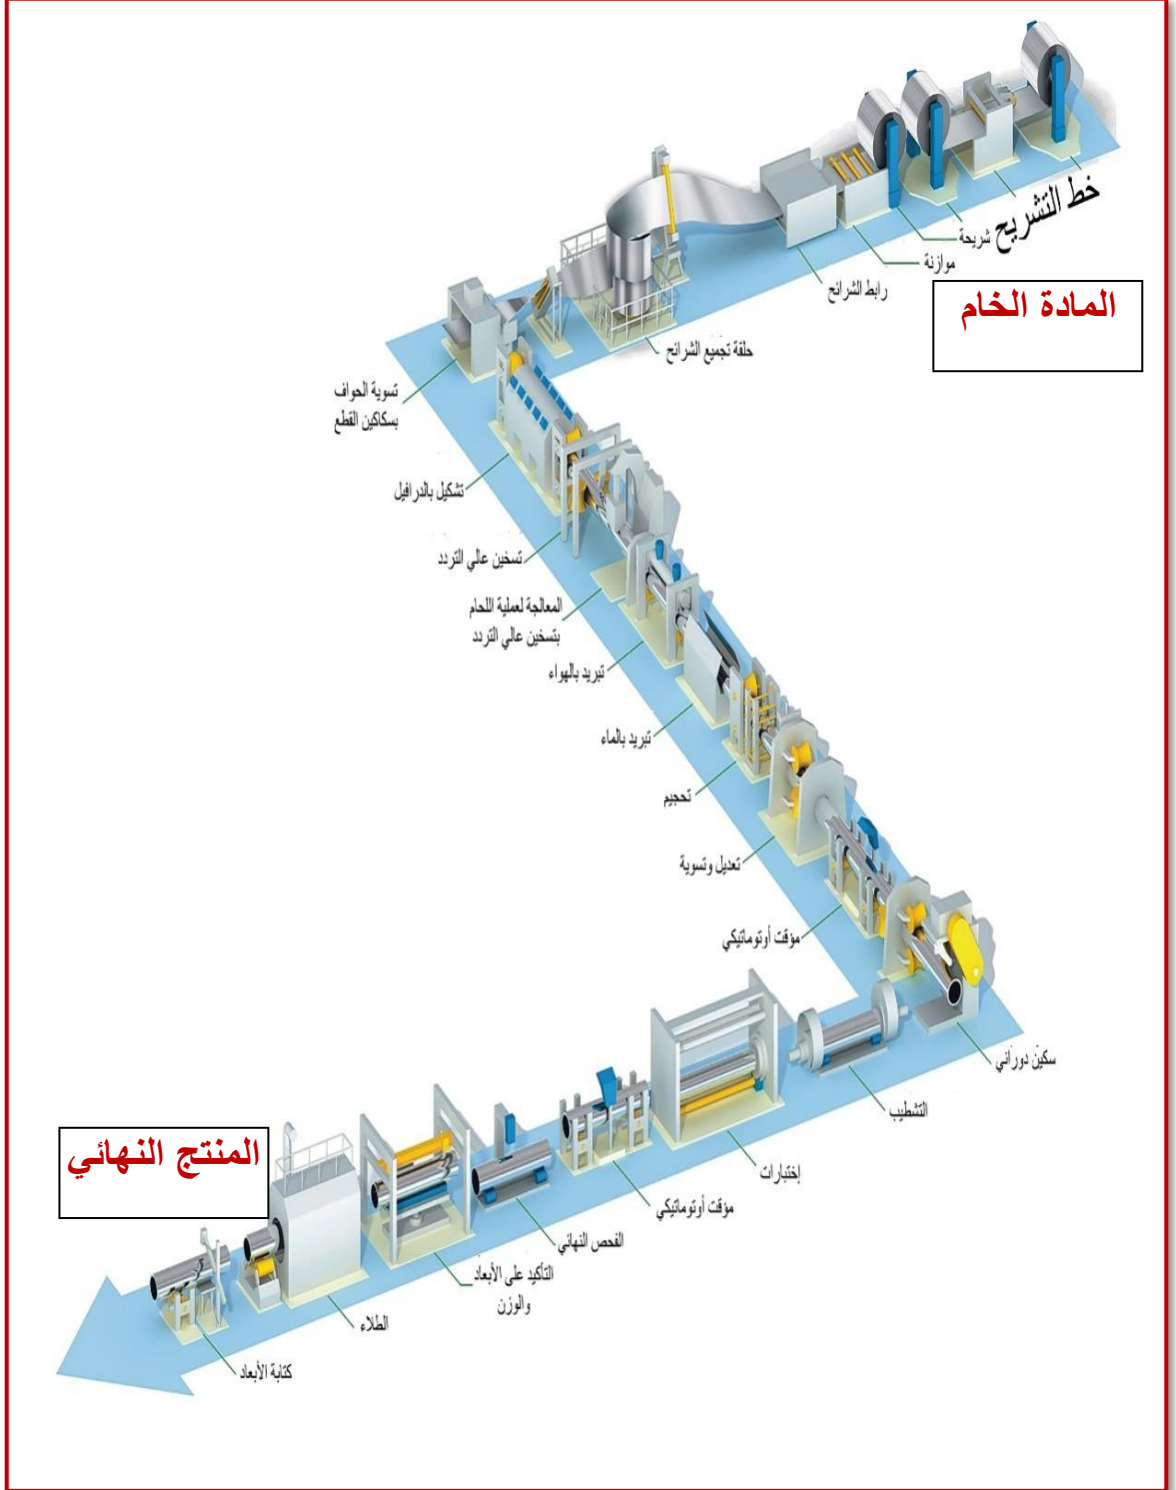 خط التشريح
شريحة
موازنة
رابط الشرائح
المادة الخام
حلقة تجميع الشرائح
تسوية الحواف
بسكاكين القطع
تشكيل بالدرافيل
تسخين عالي التردد
المعالجة لعملية اللحام
بتسخين عالي التردد
تبريد بالهواء
تبريد بالماء
تحجيم
تعديل وتسوية
مؤقت أوتوماتيكي
سكين دوراني
التشطيب
إختبارات
مؤقت أوتوماتيكي
الفحص النهائي
التأكيد على الأبعاد
والوزن
المنتج النهائي
الطلاء
كتابة الأبعاد